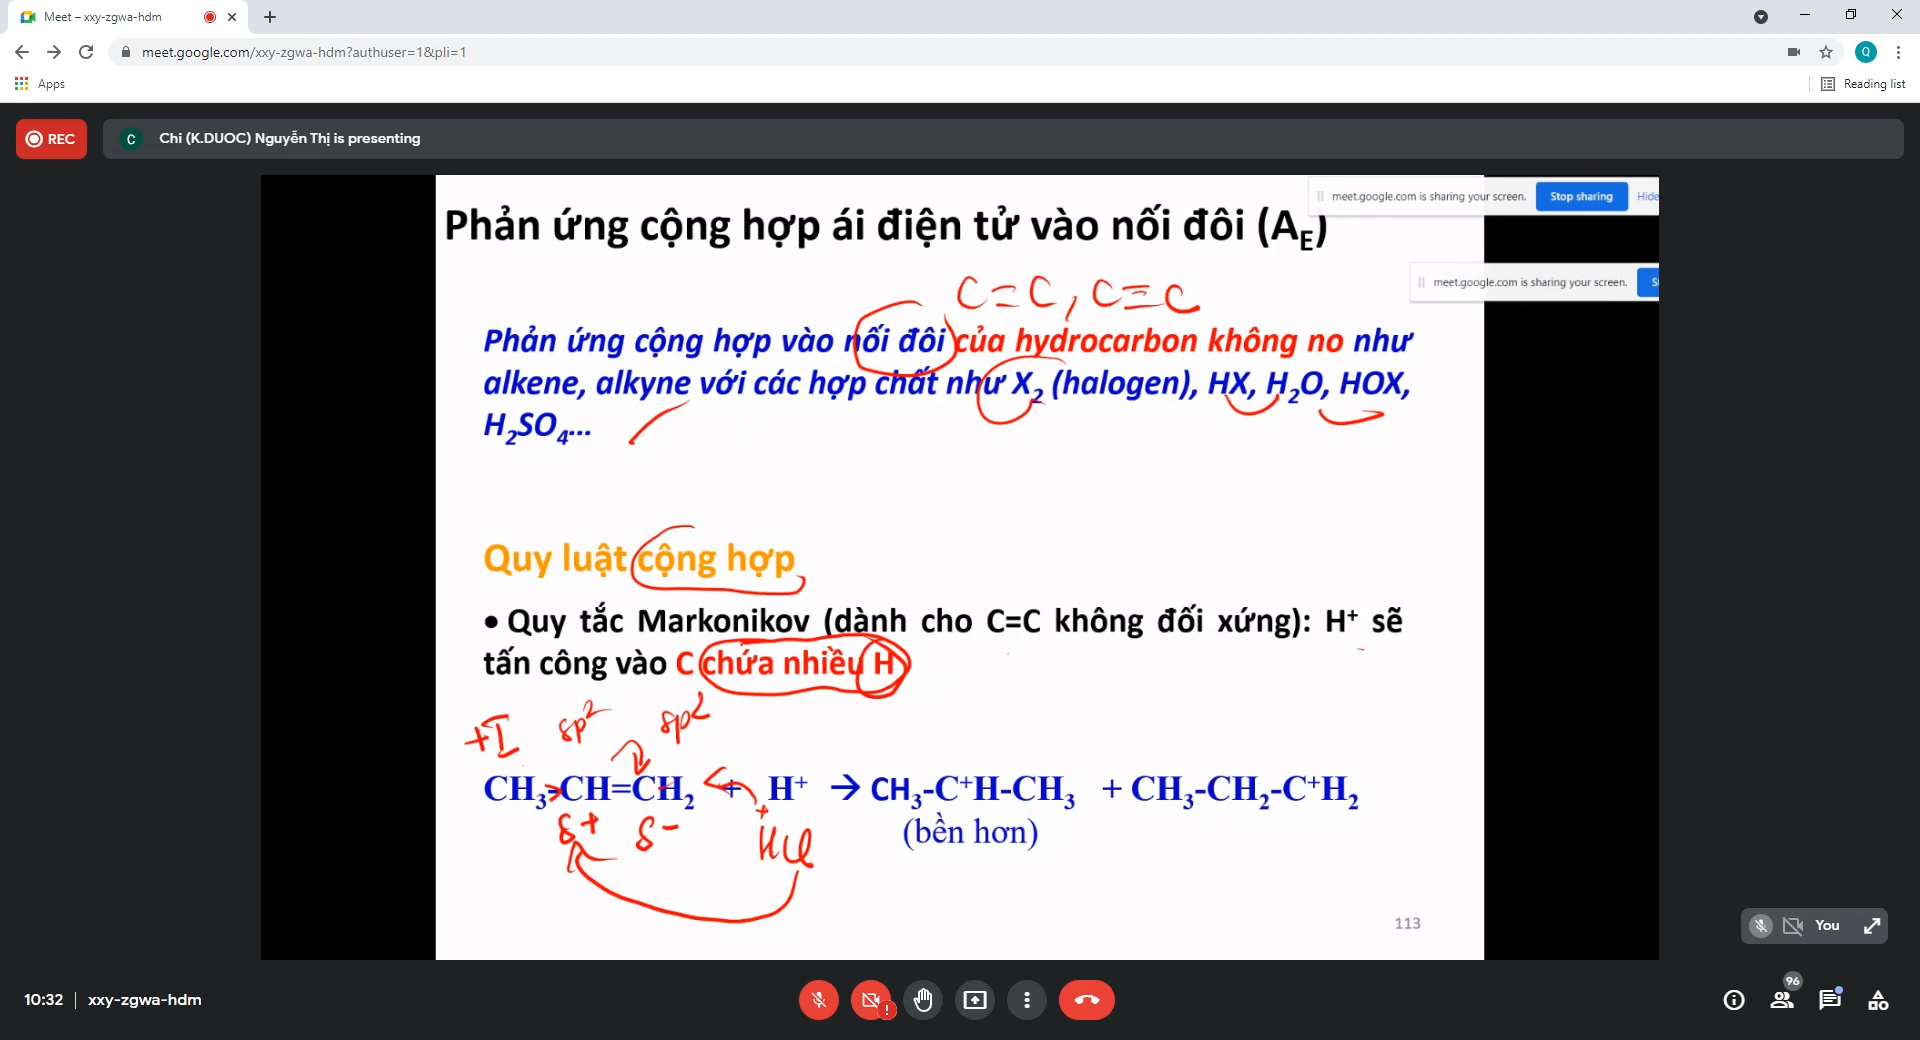 Meet – xxy-zgwa-hdm
meet.google.com/xxy-zgwa-hdm?authuser=1&pli=1
Q
Apps
Reading list
REC
C
Chi (K.DUOC) Nguyễn Thị is presenting
meet.google.com is sharing your screen.
Stop sharing
Hide
Phản ứng cộng hợp ái điện tử vào nối đôi (A_E)
meet.google.com is sharing your screen.
S
C=C, C≡C
Phản ứng cộng hợp vào nối đôi của hydrocarbon không no như
alkene, alkyne với các hợp chất như X₂ (halogen), HX, H₂O, HOX,
H₂SO₄...
Quy luật cộng hợp
• Quy tắc Markonikov (dành cho C=C không đối xứng): H⁺ sẽ
tấn công vào C chứa nhiều H
+I sp² sp²
CH₃-CH=CH₂ + H⁺ → CH₃-C⁺H-CH₃ + CH₃-CH₂-C⁺H₂
δ+ δ- + HCl
(bền hơn)
113
You
10:32 | xxy-zgwa-hdm
96